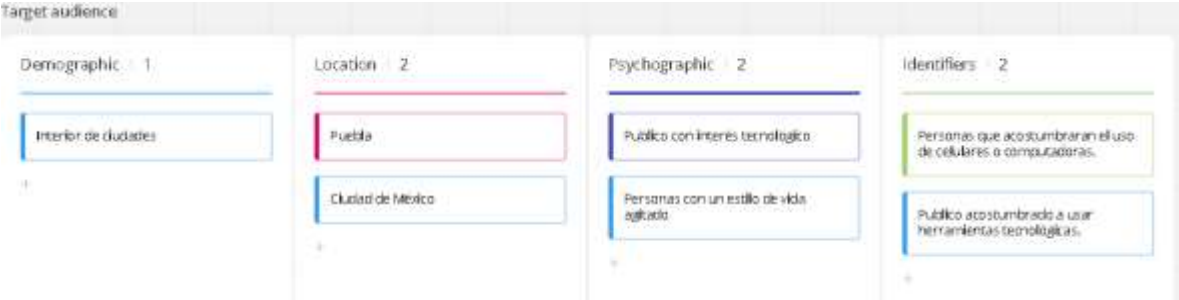 Target audience
Demographic 1
Interior de ciudades
+
Location 2
Puebla
Ciudad de México
+
Psychographic 2
Publico con interes tecnologico
Personas con un estilo de vida
agitado
+
Identifiers 2
Personas que acostumbraran el uso
de celulares o computadoras.
Publico acostumbrado a usar
herramientas tecnológicas.
+